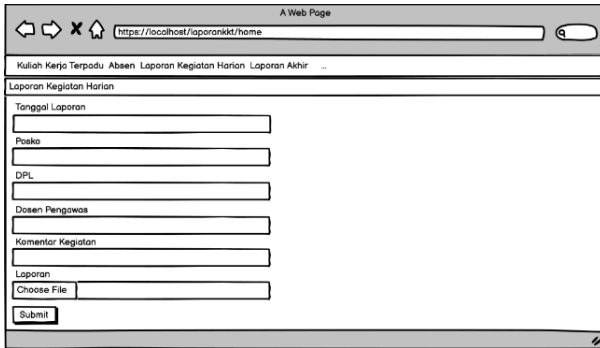 A Web Page
https://localhost/laporankkt/home
Kuliah Kerja Terpadu Absen Laporan Kegiatan Harian Laporan Akhir ...
Laporan Kegiatan Harian
Tanggal Laporan
Posko
DPL
Dosen Pengawas
Komentar Kegiatan
Laporan
Choose File
Submit